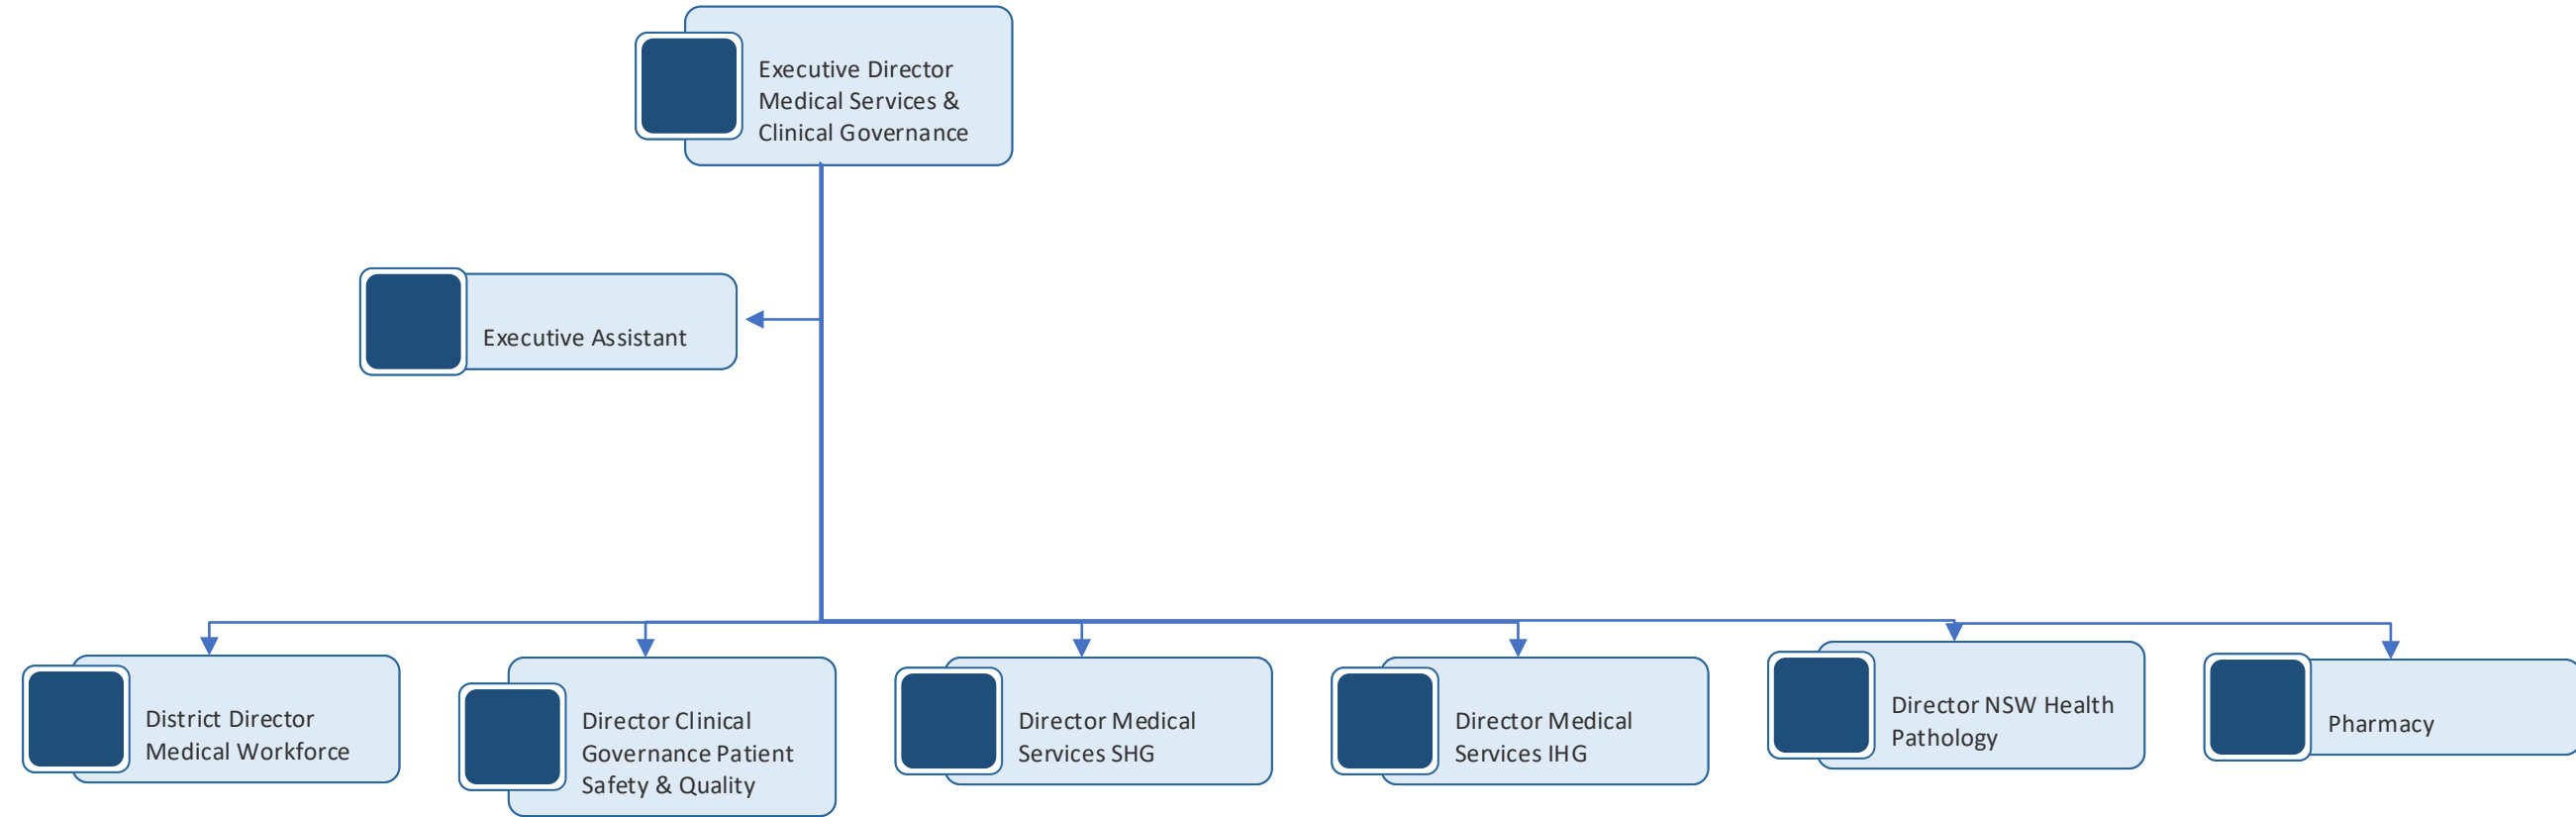 Executive Director
Medical Services &
Clinical Governance
Executive Assistant
District Director
Medical Workforce
Director Clinical
Governance Patient
Safety & Quality
Director Medical
Services SHG
Director Medical
Services IHG
Director NSW Health
Pathology
Pharmacy